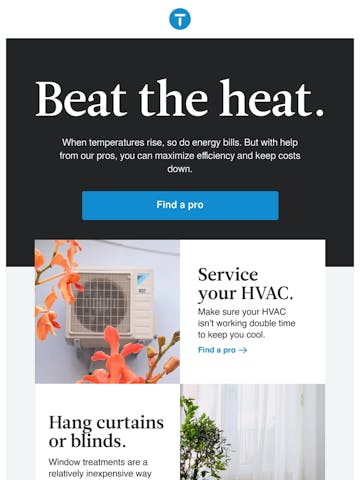 T
Beat the heat.
When temperatures rise, so do energy bills. But with help
from our pros, you can maximize efficiency and keep costs
down.
Find a pro
Service
your HVAC.
Make sure your HVAC
isn't working double time
to keep you cool.
Find a pro →
Hang curtains
or blinds.
Window treatments are a
relatively inexpensive way